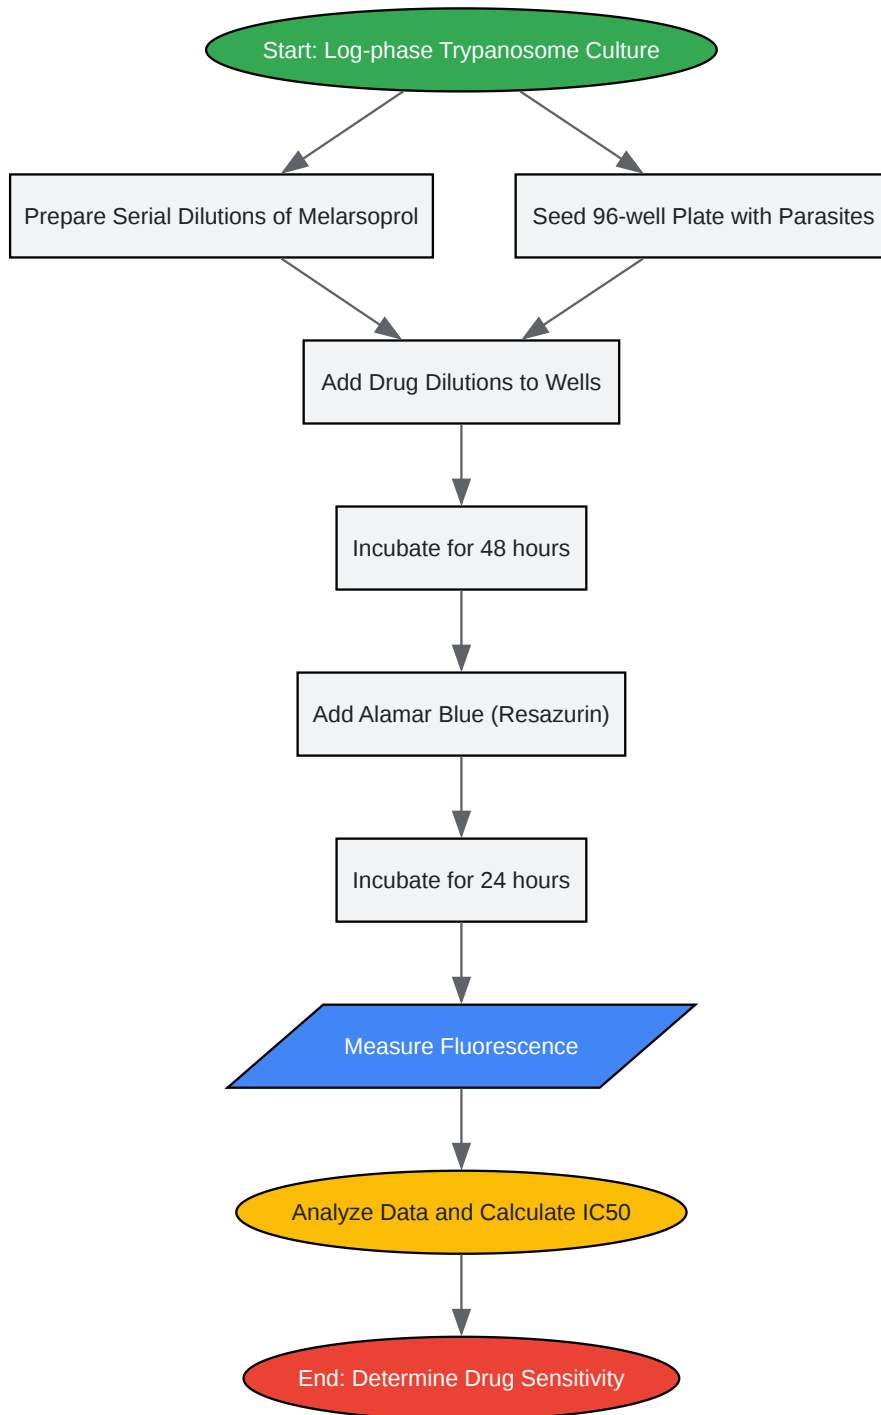 Start: Log-phase Trypanosome Culture
Prepare Serial Dilutions of Melarsoprol
Seed 96-well Plate with Parasites
Add Drug Dilutions to Wells
Incubate for 48 hours
Add Alamar Blue (Resazurin)
Incubate for 24 hours
Measure Fluorescence
Analyze Data and Calculate IC50
End: Determine Drug Sensitivity